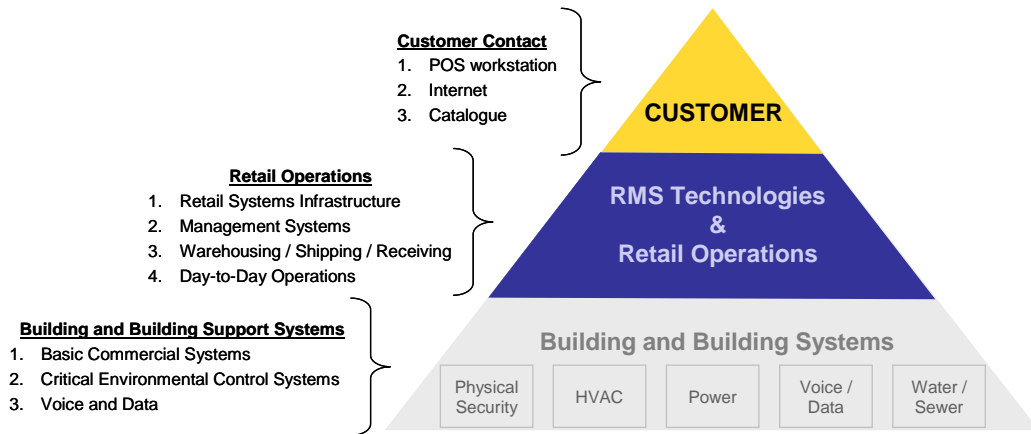 Customer Contact
1. POS workstation
2. Internet
3. Catalogue
CUSTOMER
Retail Operations
1. Retail Systems Infrastructure
2. Management Systems
3. Warehousing / Shipping / Receiving
4. Day-to-Day Operations
RMS Technologies
&
Retail Operations
Building and Building Support Systems
1. Basic Commercial Systems
2. Critical Environmental Control Systems
3. Voice and Data
Building and Building Systems
Physical
Security
HVAC
Power
Voice /
Data
Water /
Sewer